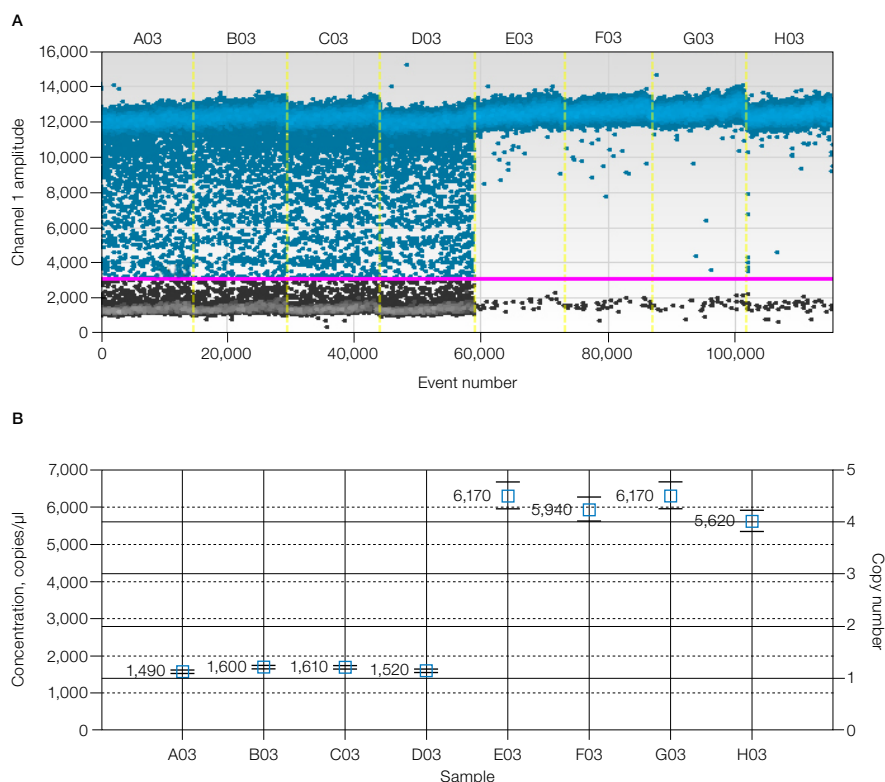 A
A03 B03 C03 D03 E03 F03 G03 H03
16,000
14,000
12,000
10,000
8,000
6,000
4,000
2,000
0
Channel 1 amplitude
0 20,000 40,000 60,000 80,000 100,000
Event number
B
7,000
6,000
5,000
4,000
3,000
2,000
1,000
0
Concentration, copies/µl
1,490 1,600 1,610 1,520 6,170 5,940 6,170 5,620
5
4
3
2
1
0
Copy number
A03 B03 C03 D03 E03 F03 G03 H03
Sample